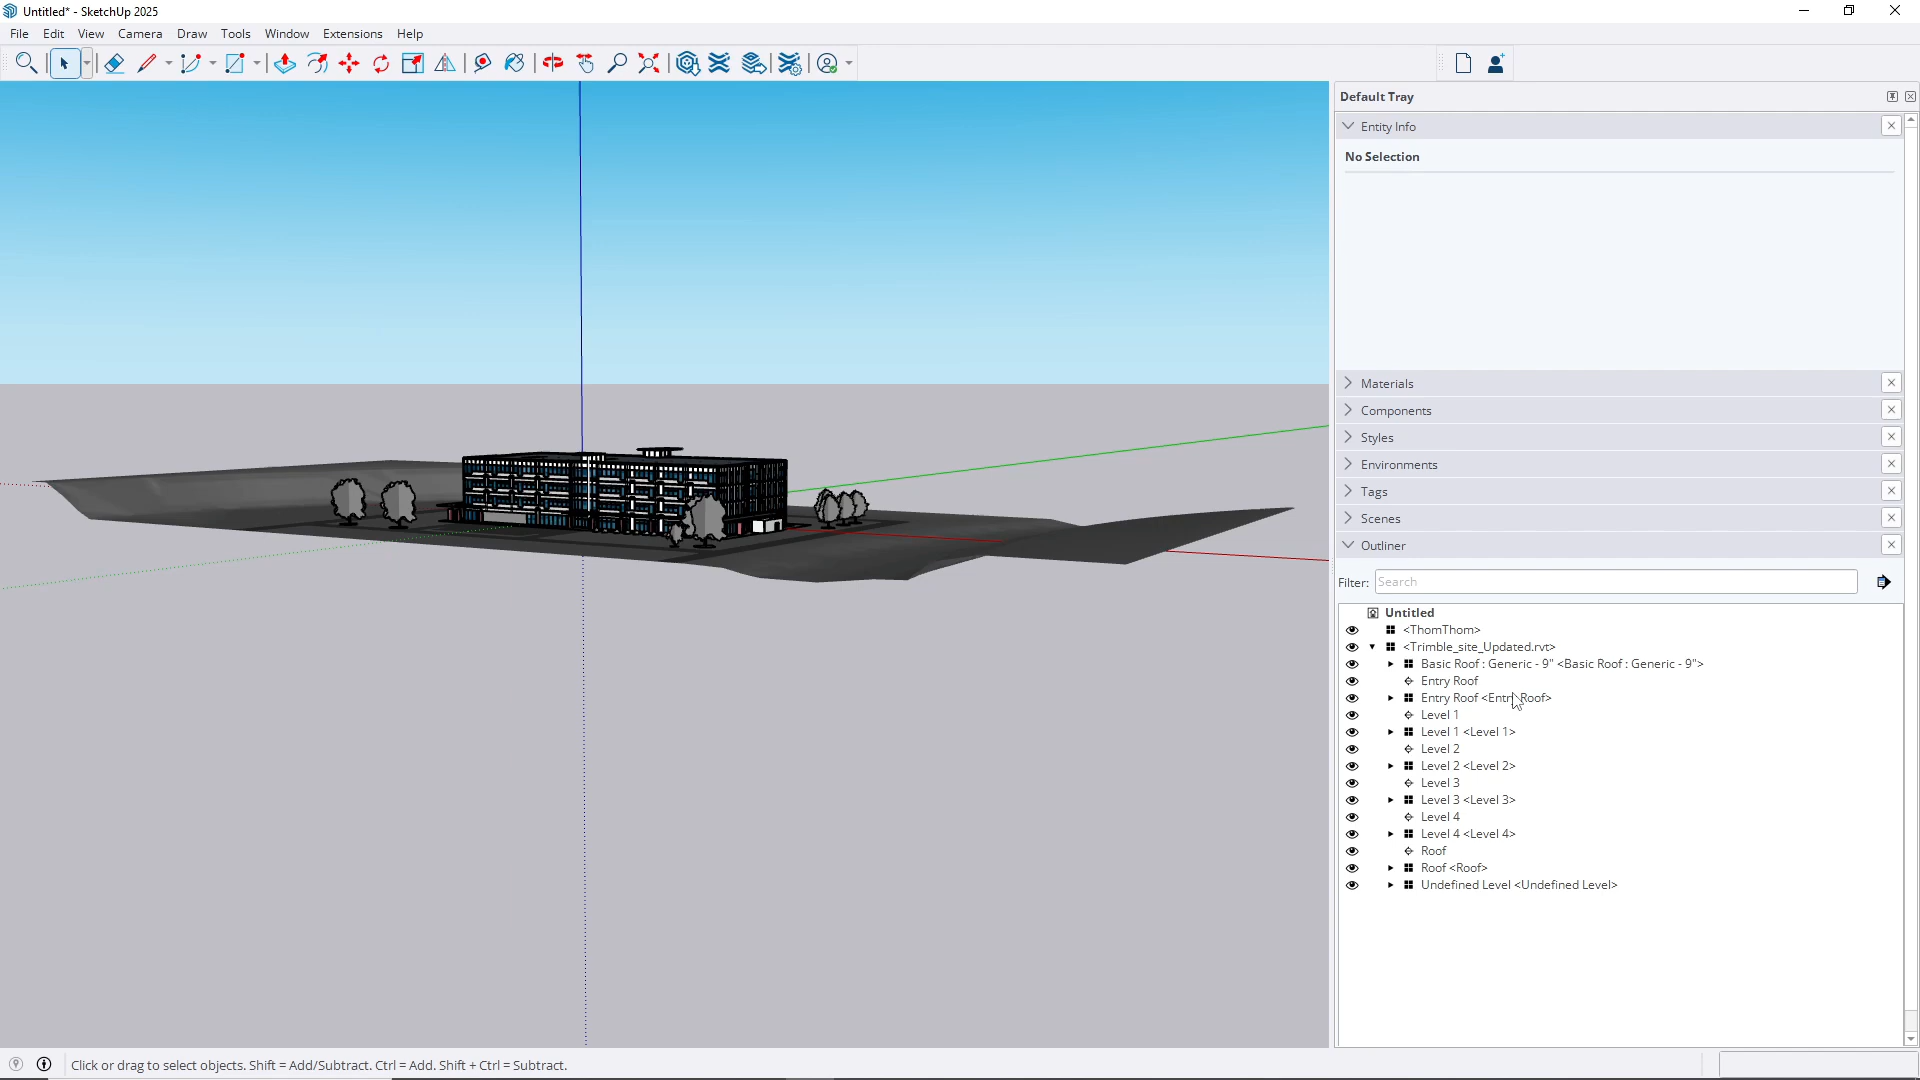 Untitled* - SketchUp 2025
File Edit View Camera Draw Tools Window Extensions Help
Default Tray
Entity Info
No Selection
Materials
Components
Styles
Environments
Tags
Scenes
Outliner
Filter: Search
Untitled
<ThomThom>
<Trimble_site_Updated.rvt>
Basic Roof : Generic - 9" <Basic Roof : Generic - 9">
Entry Roof
Entry Roof <Entry Roof>
Level 1
Level 1 <Level 1>
Level 2
Level 2 <Level 2>
Level 3
Level 3 <Level 3>
Level 4
Level 4 <Level 4>
Roof
Roof <Roof>
Undefined Level <Undefined Level>
Click or drag to select objects. Shift = Add/Subtract. Ctrl = Add. Shift + Ctrl = Subtract.